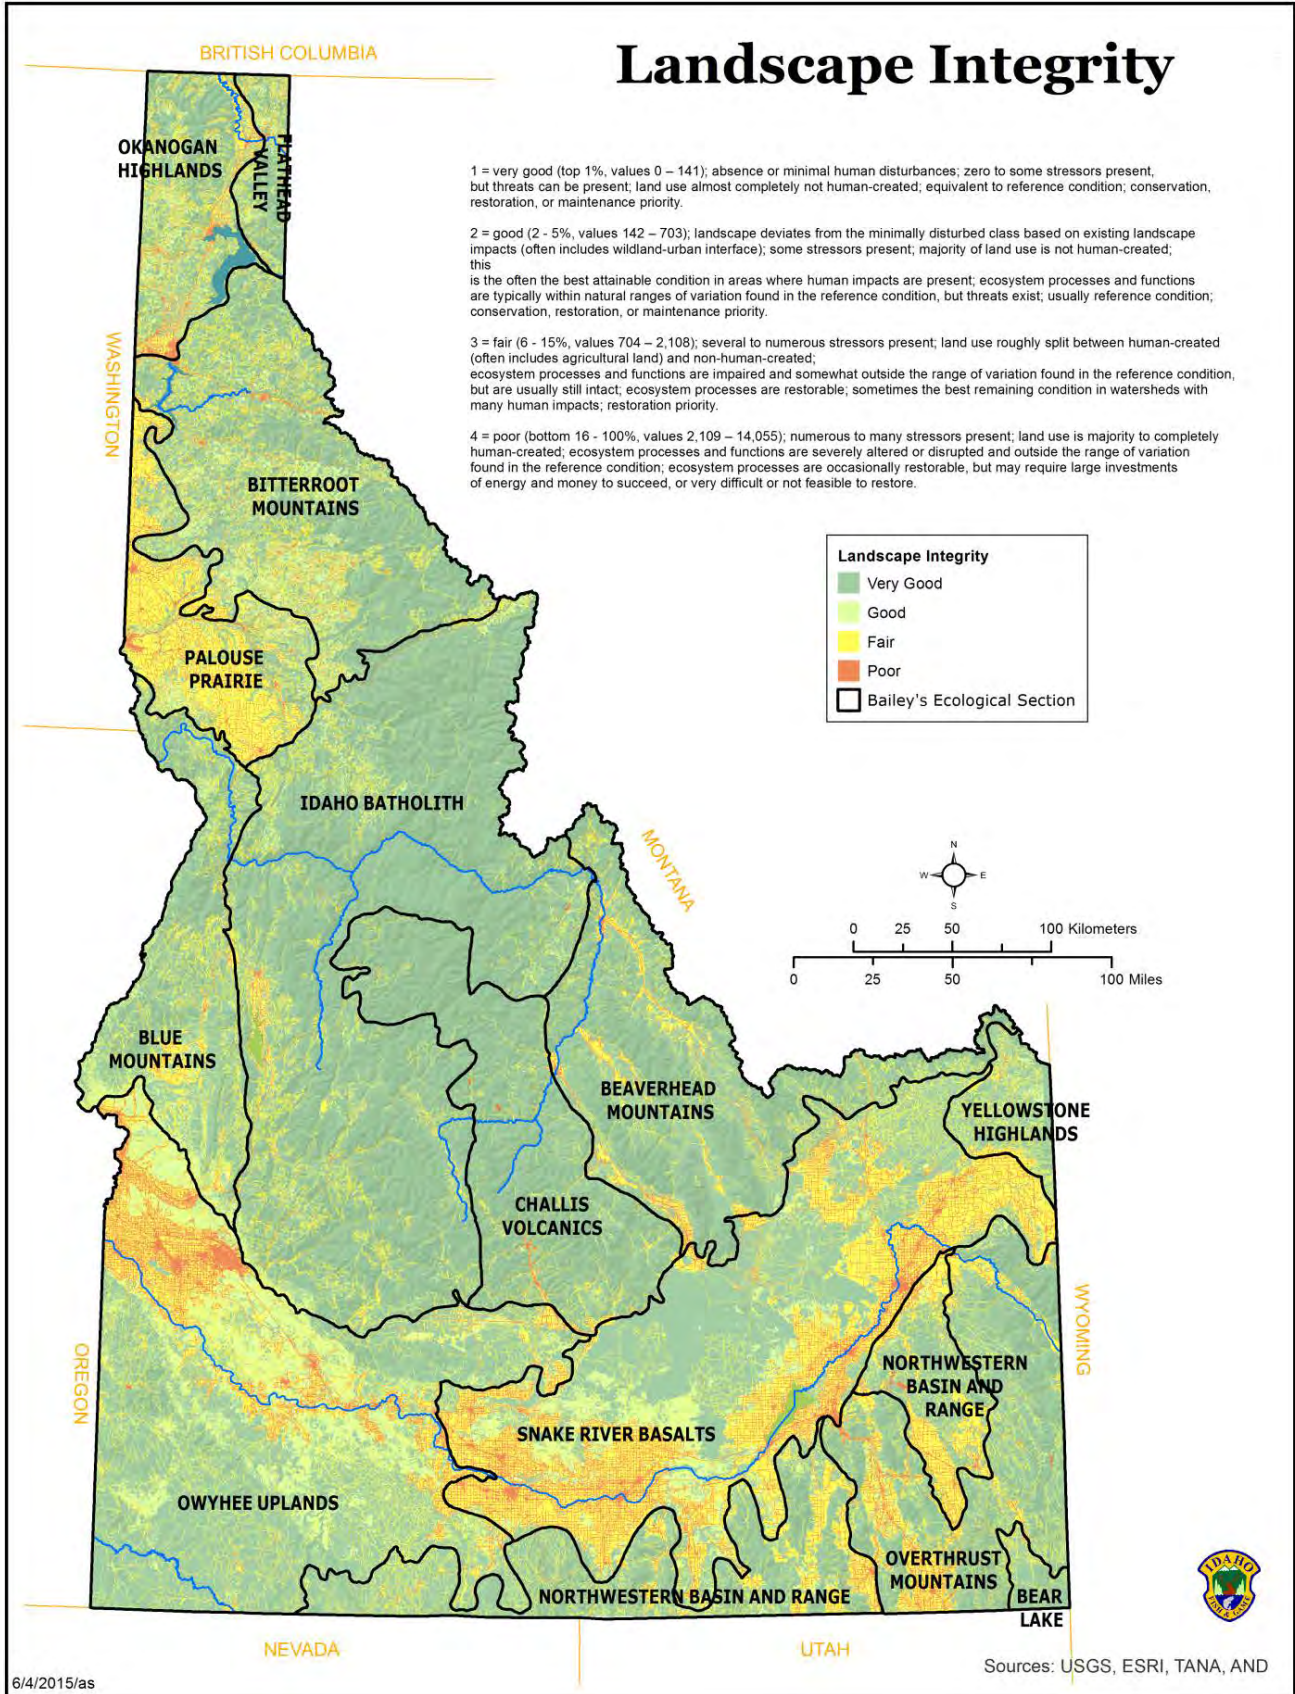 Landscape Integrity
BRITISH COLUMBIA
OKANOGAN
HIGHLANDS
FLATHEAD
VALLEY
1 = very good (top 1%, values 0 – 141); absence or minimal human disturbances; zero to some stressors present,
but threats can be present; land use almost completely not human-created; equivalent to reference condition; conservation,
restoration, or maintenance priority.
2 = good (2 - 5%, values 142 – 703); landscape deviates from the minimally disturbed class based on existing landscape
impacts (often includes wildland-urban interface); some stressors present; majority of land use is not human-created;
this
is the often the best attainable condition in areas where human impacts are present; ecosystem processes and functions
are typically within natural ranges of variation found in the reference condition, but threats exist; usually reference condition;
conservation, restoration, or maintenance priority.
3 = fair (6 - 15%, values 704 – 2,108); several to numerous stressors present; land use roughly split between human-created
(often includes agricultural land) and non-human-created;
ecosystem processes and functions are impaired and somewhat outside the range of variation found in the reference condition,
but are usually still intact; ecosystem processes are restorable; sometimes the best remaining condition in watersheds with
many human impacts; restoration priority.
4 = poor (bottom 16 - 100%, values 2,109 – 14,055); numerous to many stressors present; land use is majority to completely
human-created; ecosystem processes and functions are severely altered or disrupted and outside the range of variation
found in the reference condition; ecosystem processes are occasionally restorable, but may require large investments
of energy and money to succeed, or very difficult or not feasible to restore.
WASHINGTON
BITTERROOT
MOUNTAINS
Landscape Integrity
Very Good
Good
Fair
Poor
Bailey's Ecological Section
PALOUSE
PRAIRIE
IDAHO BATHOLITH
MONTANA
N
W
E
S
0 25 50 100 Kilometers
0 25 50 100 Miles
BLUE
MOUNTAINS
BEAVERHEAD
MOUNTAINS
YELLOWSTONE
HIGHLANDS
CHALLIS
VOLCANICS
OREGON
WYOMING
NORTHWESTERN
BASIN AND
RANGE
SNAKE RIVER BASALTS
OWYHEE UPLANDS
OVERTHRUST
MOUNTAINS
NORTHWESTERN BASIN AND RANGE
BEAR
LAKE
IDAHO
FISH & GAME
NEVADA
UTAH
Sources: USGS, ESRI, TANA, AND
6/4/2015/as